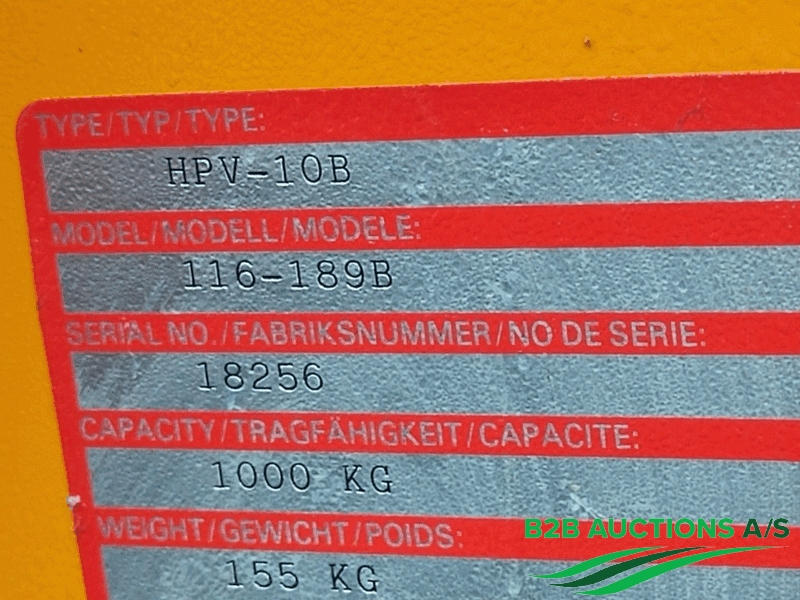 TYPE/TYP/TYPE:
HPV-10B
MODEL/MODELL/MODELE:
116-189B
SERIAL NO./FABRIKSNUMMER/NO DE SERIE:
18256
CAPACITY/TRAGFÄHIGKEIT/CAPACITE:
1000 KG
WEIGHT/GEWICHT/POIDS:
155 KG
B2B AUCTIONS A/S